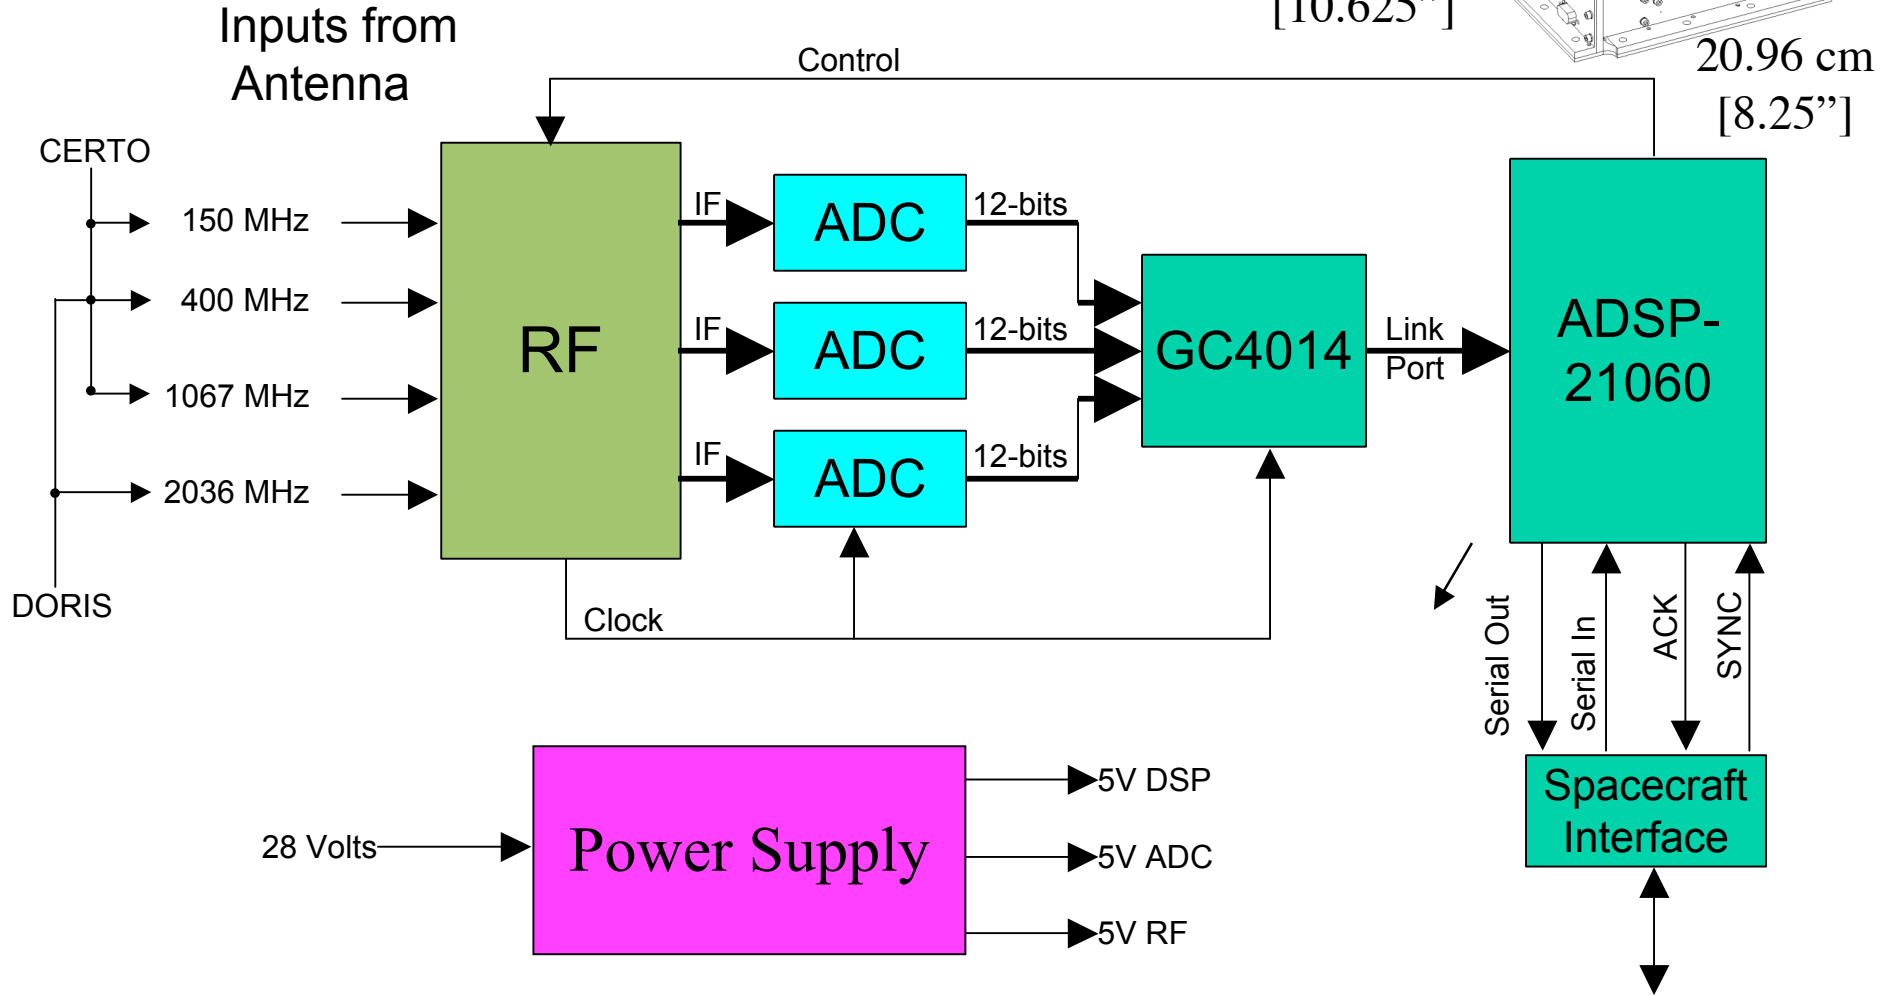 Inputs from
Antenna
[10.625”]
20.96 cm
[8.25”]
Control
CERTO
150 MHz
400 MHz
1067 MHz
2036 MHz
DORIS
RF
IF
IF
IF
ADC
ADC
ADC
12-bits
12-bits
12-bits
GC4014
Link
Port
ADSP-
21060
Clock
Serial Out
Serial In
ACK
SYNC
Spacecraft
Interface
28 Volts
Power Supply
5V DSP
5V ADC
5V RF